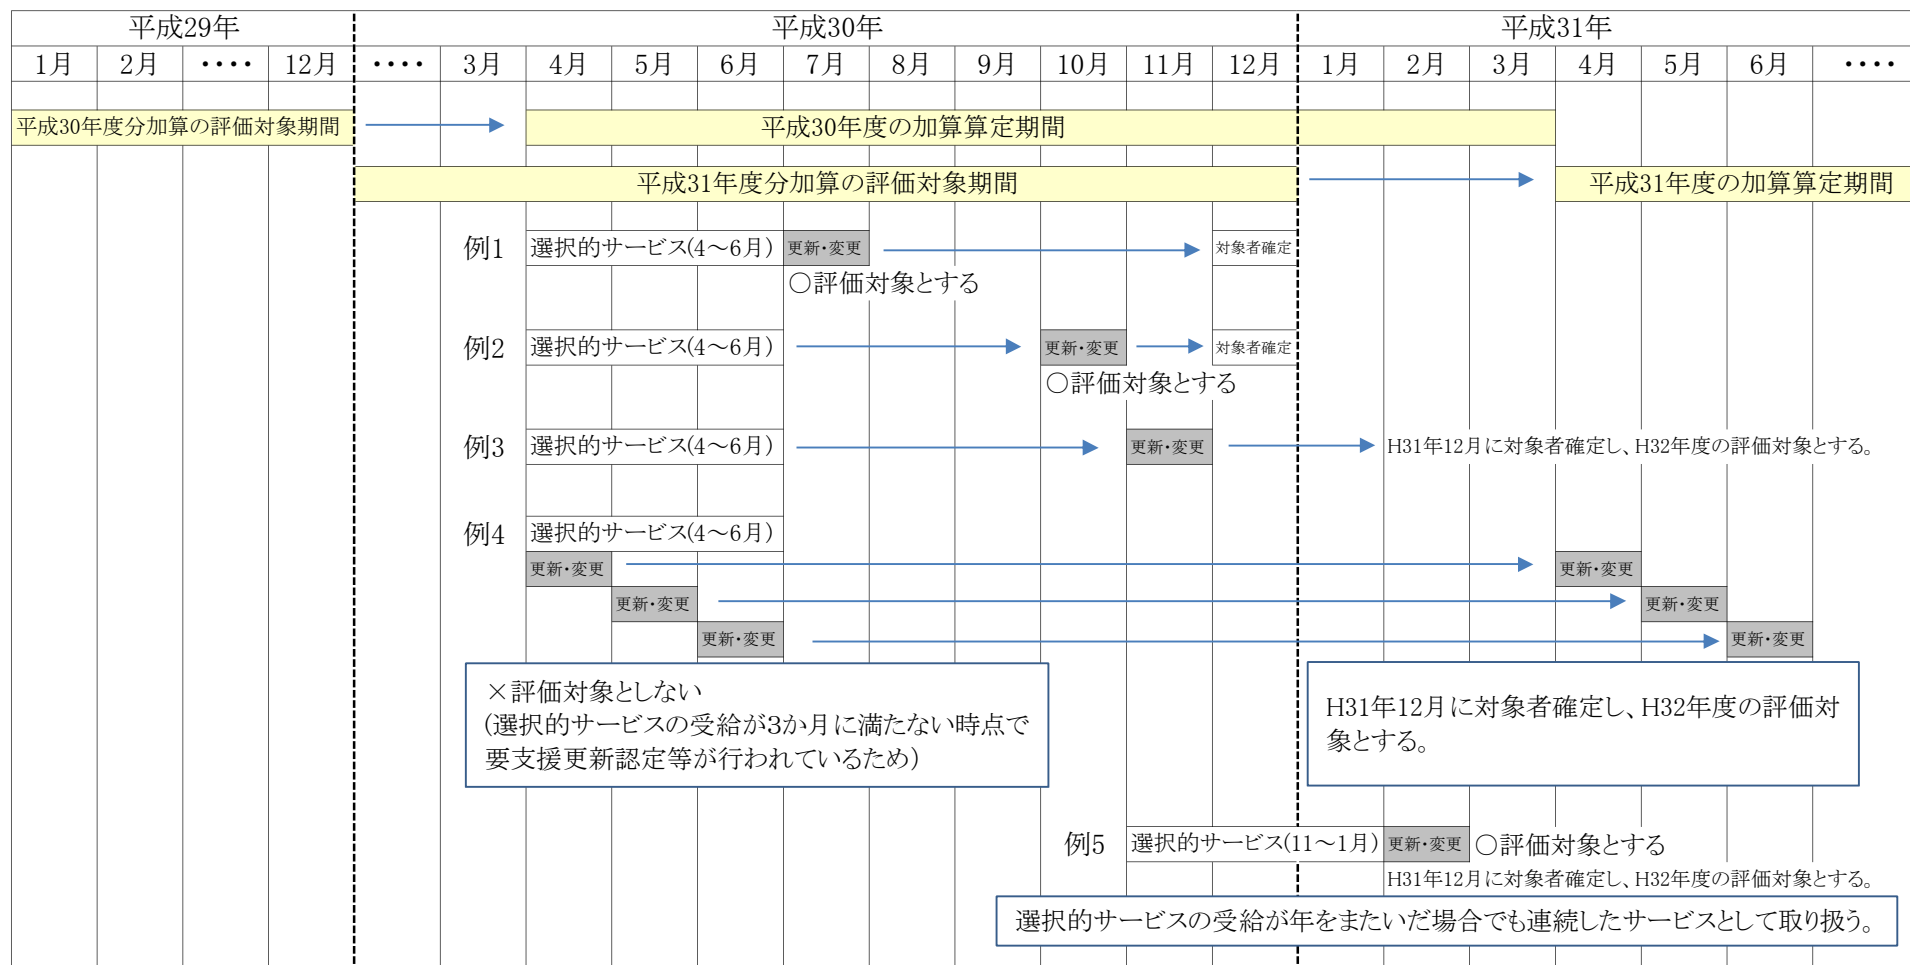 平成29年 平成30年 平成31年
1月 2月 ‥‥ 12月 ‥‥ 3月 4月 5月 6月 7月 8月 9月 10月 11月 12月 1月 2月 3月 4月 5月 6月 ‥‥
平成30年度分加算の評価対象期間 平成30年度の加算算定期間
平成31年度分加算の評価対象期間 平成31年度の加算算定期間
例1 選択的サービス(4～6月) 更新・変更 対象者確定
○評価対象とする
例2 選択的サービス(4～6月) 更新・変更 対象者確定
○評価対象とする
例3 選択的サービス(4～6月) 更新・変更 H31年12月に対象者確定し、H32年度の評価対象とする。
例4 選択的サービス(4～6月)
更新・変更 更新・変更
更新・変更 更新・変更
更新・変更 更新・変更
×評価対象としない
(選択的サービスの受給が3か月に満たない時点で
要支援更新認定等が行われているため)
H31年12月に対象者確定し、H32年度の評価対
象とする。
例5 選択的サービス(11～1月) 更新・変更 ○評価対象とする
H31年12月に対象者確定し、H32年度の評価対象とする。
選択的サービスの受給が年をまたいだ場合でも連続したサービスとして取り扱う。